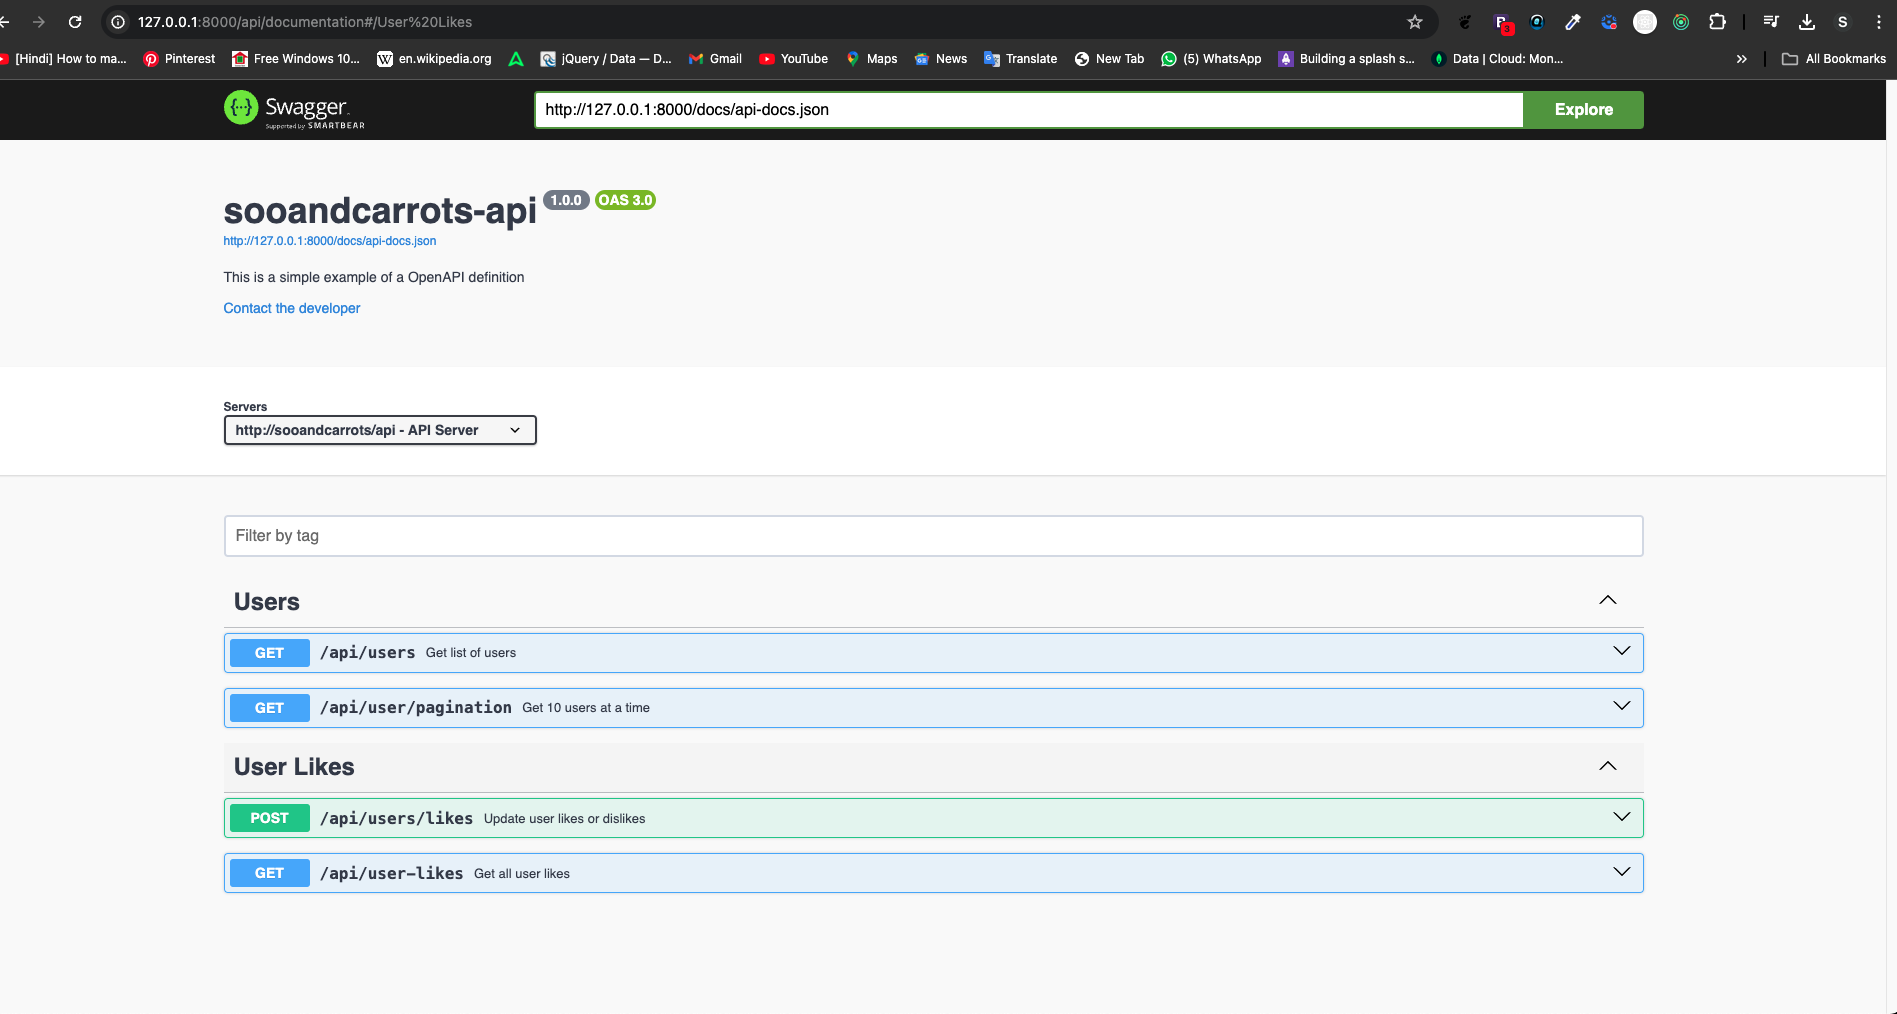 127.0.0.1:8000/api/documentation#/User%20Likes
3
S
[Hindi] How to ma... Pinterest Free Windows 10... en.wikipedia.org jQuery / Data — D... Gmail YouTube Maps News Translate New Tab (5) WhatsApp Building a splash s... Data | Cloud: Mon... » All Bookmarks
Swagger
Supported by SMARTBEAR
http://127.0.0.1:8000/docs/api-docs.json
Explore
sooandcarrots-api 1.0.0 OAS 3.0
http://127.0.0.1:8000/docs/api-docs.json
This is a simple example of a OpenAPI definition
Contact the developer
Servers
http://sooandcarrots/api - API Server
Filter by tag
Users
GET /api/users Get list of users
GET /api/user/pagination Get 10 users at a time
User Likes
POST /api/users/likes Update user likes or dislikes
GET /api/user-likes Get all user likes